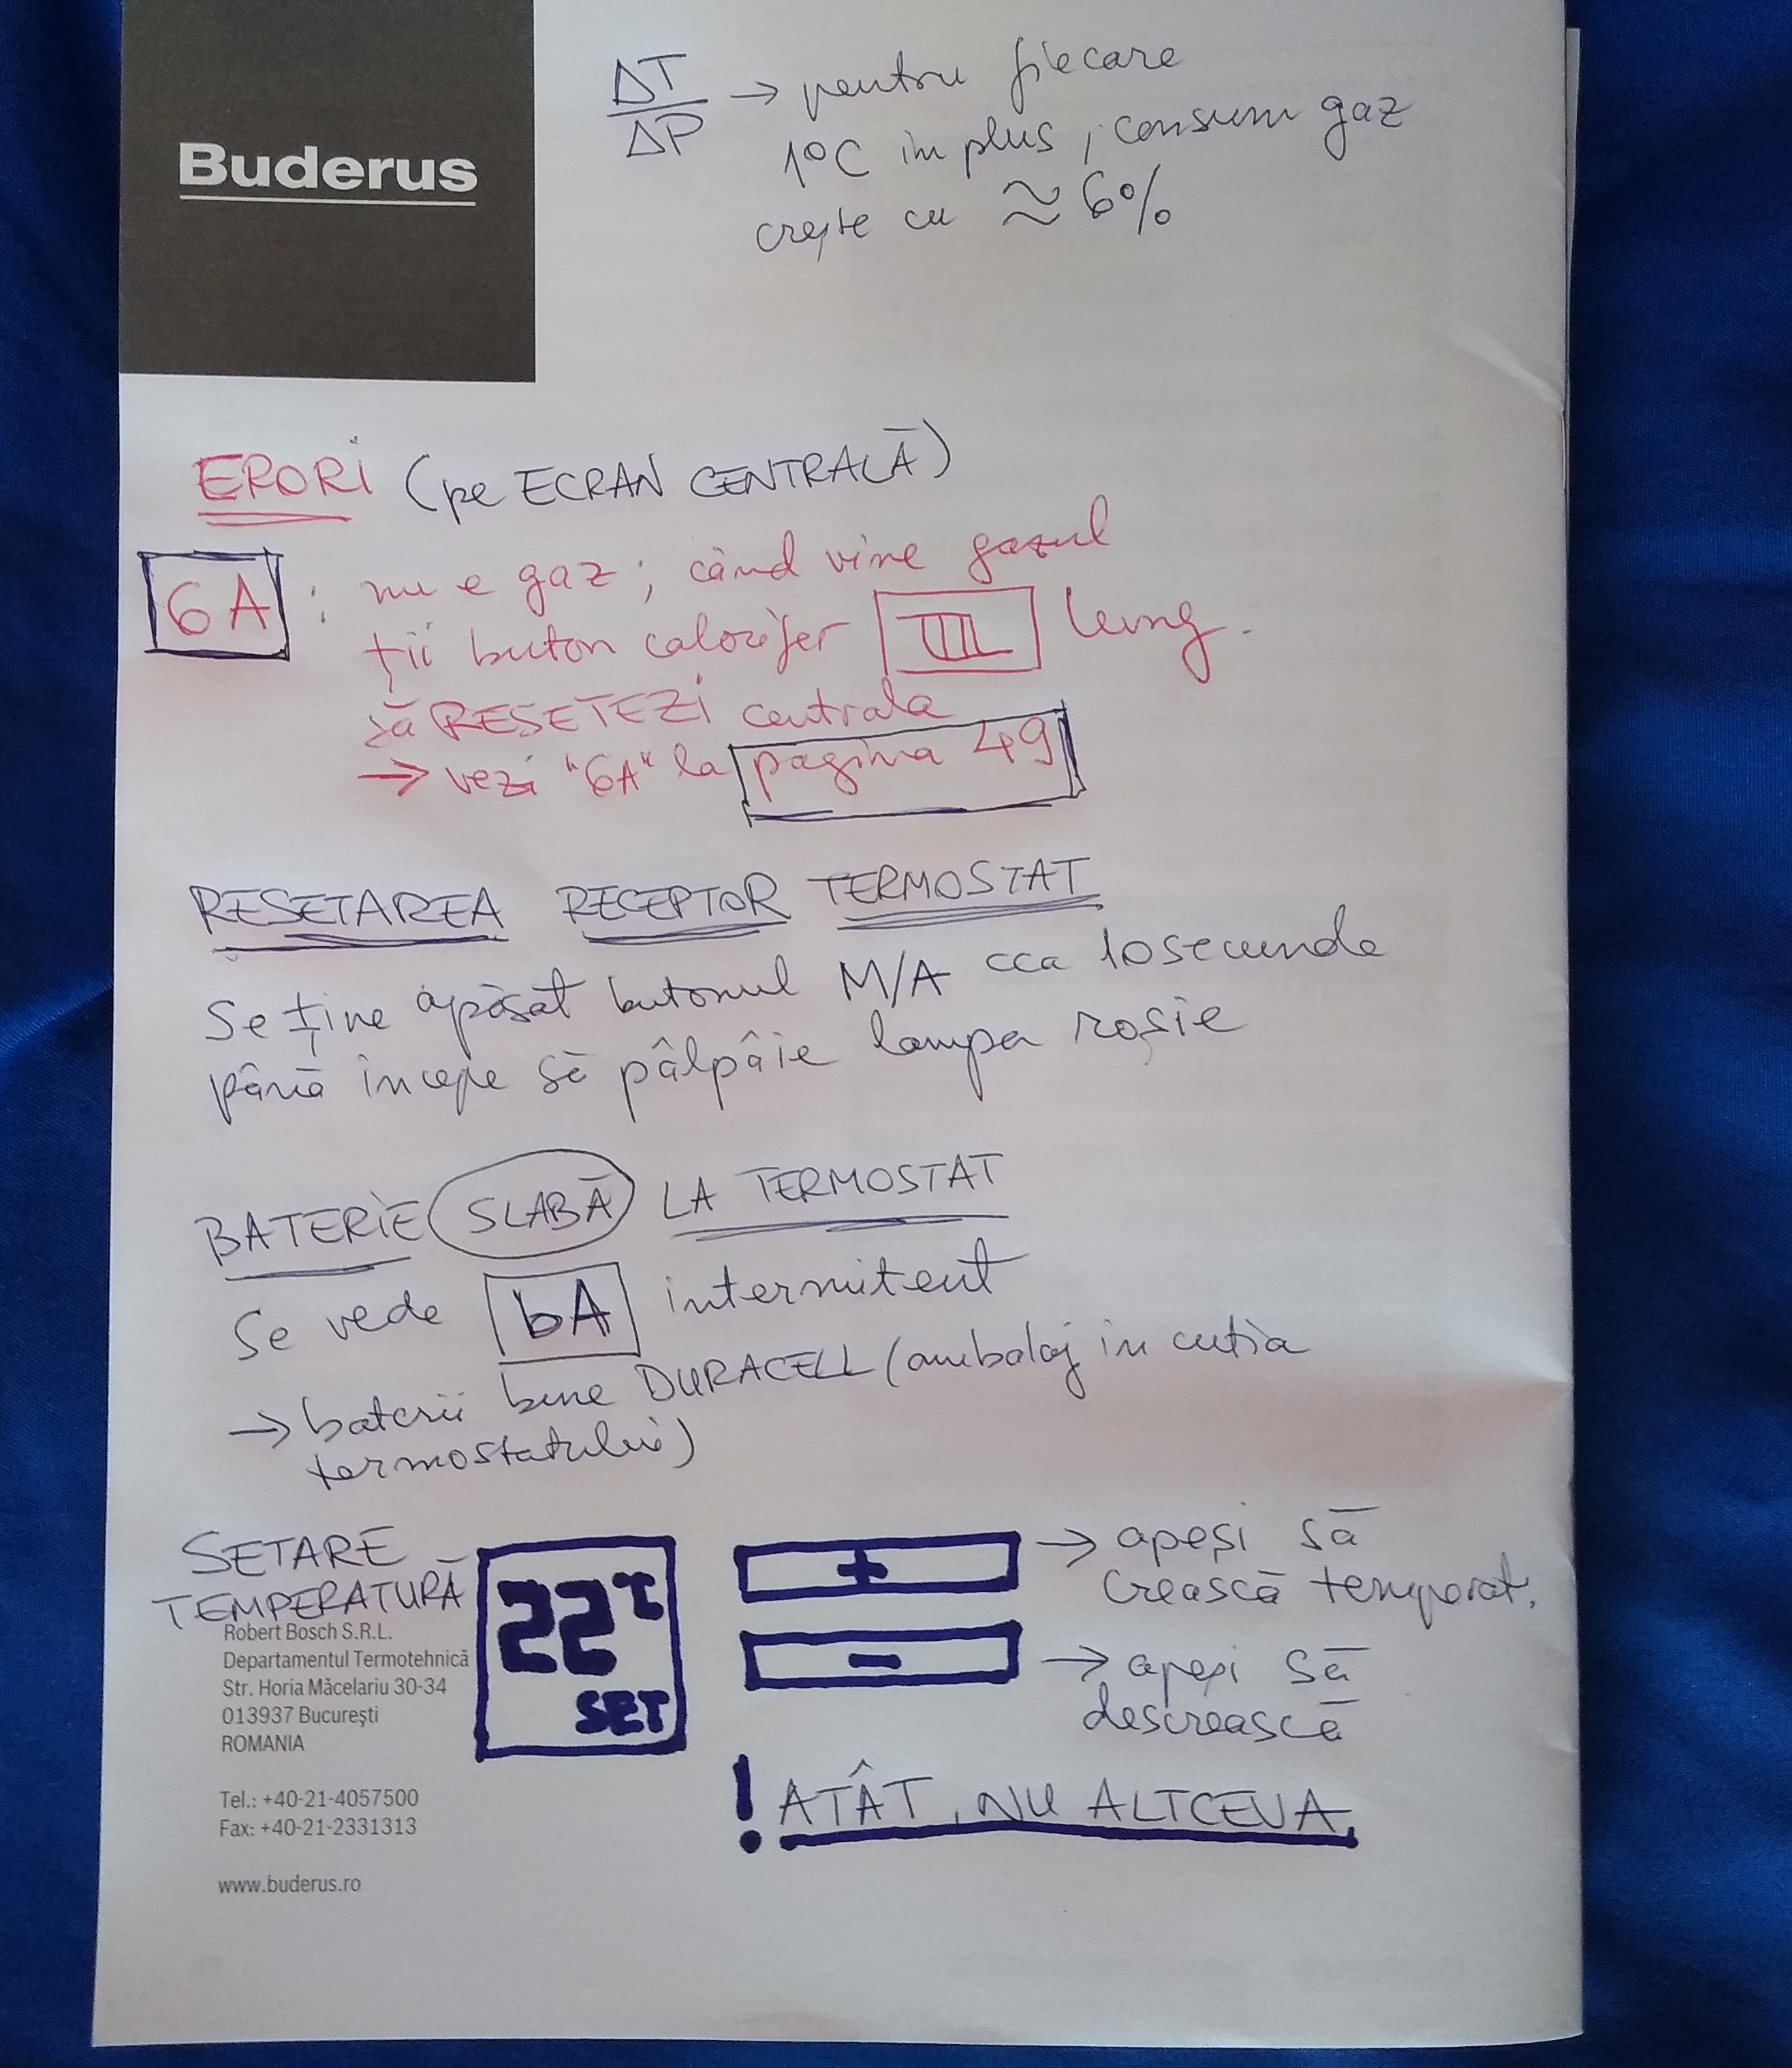 Buderus
ΔT/ΔP → pentru fiecare
1°C in plus, consum gaz
crește cu ≈ 6%
ERORI (pe ECRAN CENTRALĂ)
6A : nu e gaz; când vine gazul
ții buton calorifer lung.
să RESETEZI centrala
→ vezi "6A" la pagina 49
RESETAREA RECEPTOR TERMOSTAT
Se ține apăsat butonul M/A cca 10 secunde
până începe să pâlpâie lampa roșie
BATERIE SLABĂ LA TERMOSTAT
Se vede bA intermitent
→ baterii bune DURACELL (ambalaj in cutia
termostatului)
SETARE
TEMPERATURĂ
22°C
SET
+ → apeși să
crească temperat.
- → apeși să
descrească
! ATÂT, NU ALTCEVA.
Robert Bosch S.R.L.
Departamentul Termotehnică
Str. Horia Măcelariu 30-34
013937 București
ROMANIA
Tel.: +40-21-4057500
Fax: +40-21-2331313
www.buderus.ro